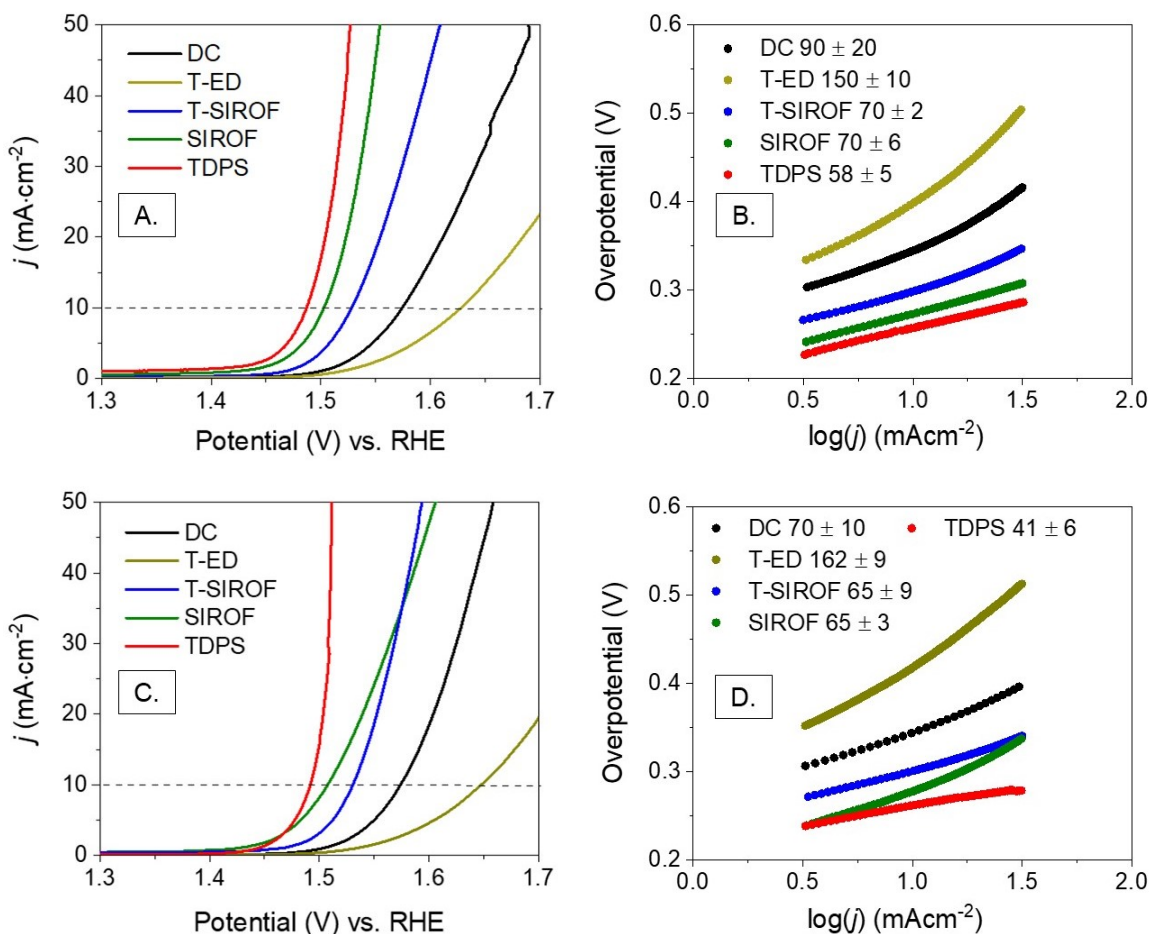 50
40
30
20
10
0
j (mA·cm-2)
DC
T-ED
T-SIROF
SIROF
TDPS
A.
1.3 1.4 1.5 1.6 1.7
Potential (V) vs. RHE
0.6
0.5
0.4
0.3
0.2
Overpotential (V)
DC 90 ± 20
T-ED 150 ± 10
T-SIROF 70 ± 2
SIROF 70 ± 6
TDPS 58 ± 5
B.
0.0 0.5 1.0 1.5 2.0
log(j) (mAcm-2)
50
40
30
20
10
0
j (mA·cm-2)
DC
T-ED
T-SIROF
SIROF
TDPS
C.
1.3 1.4 1.5 1.6 1.7
Potential (V) vs. RHE
0.6
0.5
0.4
0.3
0.2
Overpotential (V)
DC 70 ± 10 TDPS 41 ± 6
T-ED 162 ± 9
T-SIROF 65 ± 9
SIROF 65 ± 3
D.
0.0 0.5 1.0 1.5 2.0
log(j) (mAcm-2)